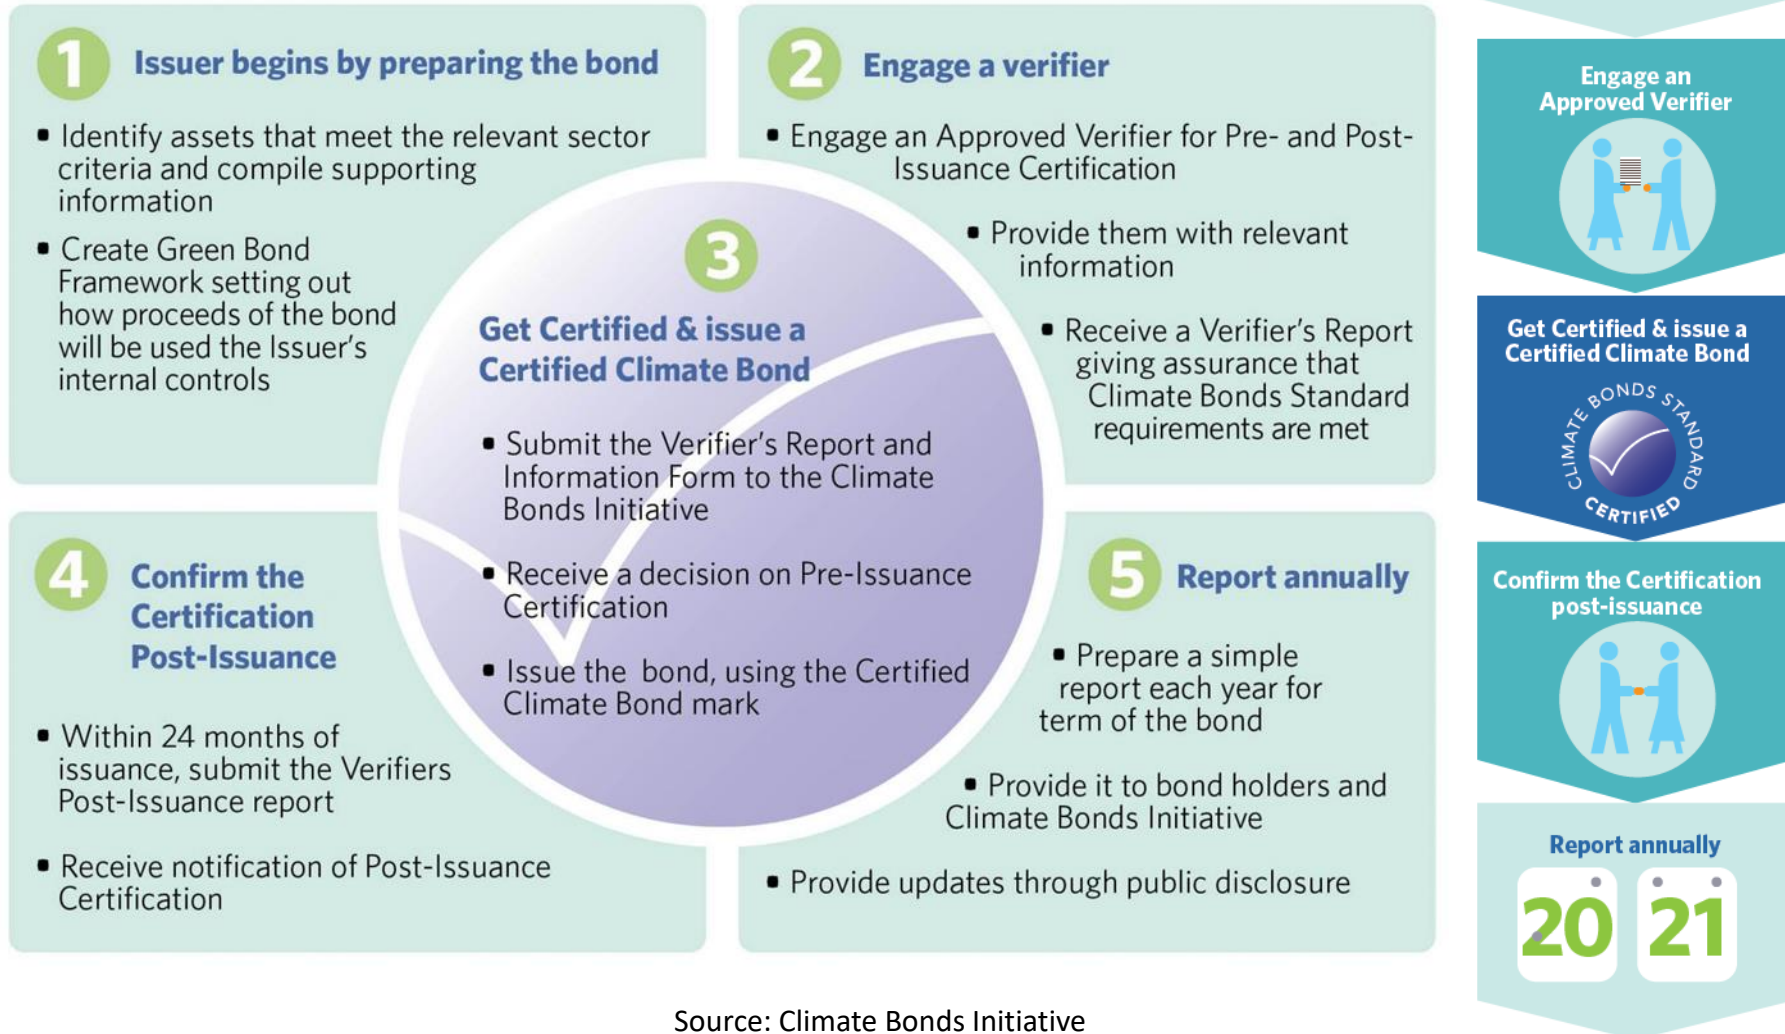 1
Issuer begins by preparing the bond
▪ Identify assets that meet the relevant sector
criteria and compile supporting
information
▪ Create Green Bond
Framework setting out
how proceeds of the bond
will be used the Issuer's
internal controls
2
Engage a verifier
▪ Engage an Approved Verifier for Pre- and Post-
Issuance Certification
▪ Provide them with relevant
information
▪ Receive a Verifier's Report
giving assurance that
Climate Bonds Standard
requirements are met
3
Get Certified & issue a
Certified Climate Bond
▪ Submit the Verifier's Report and
Information Form to the Climate
Bonds Initiative
▪ Receive a decision on Pre-Issuance
Certification
▪ Issue the bond, using the Certified
Climate Bond mark
4
Confirm the
Certification
Post-Issuance
▪ Within 24 months of
issuance, submit the Verifiers
Post-Issuance report
▪ Receive notification of Post-Issuance
Certification
5
Report annually
▪ Prepare a simple
report each year for
term of the bond
▪ Provide it to bond holders and
Climate Bonds Initiative
▪ Provide updates through public disclosure
Engage an
Approved Verifier
Get Certified & issue a
Certified Climate Bond
CLIMATE BONDS STANDARD
CERTIFIED
Confirm the Certification
post-issuance
Report annually
20 21
Source: Climate Bonds Initiative